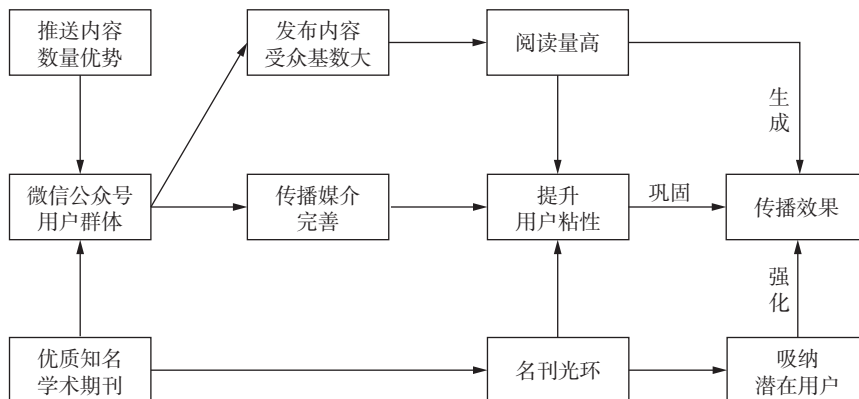 推送内容
数量优势
发布内容
受众基数大
阅读量高
生
成
微信公众号
用户群体
传播媒介
完善
提升
用户粘性
巩固
传播效果
强
化
优质知名
学术期刊
名刊光环
吸纳
潜在用户